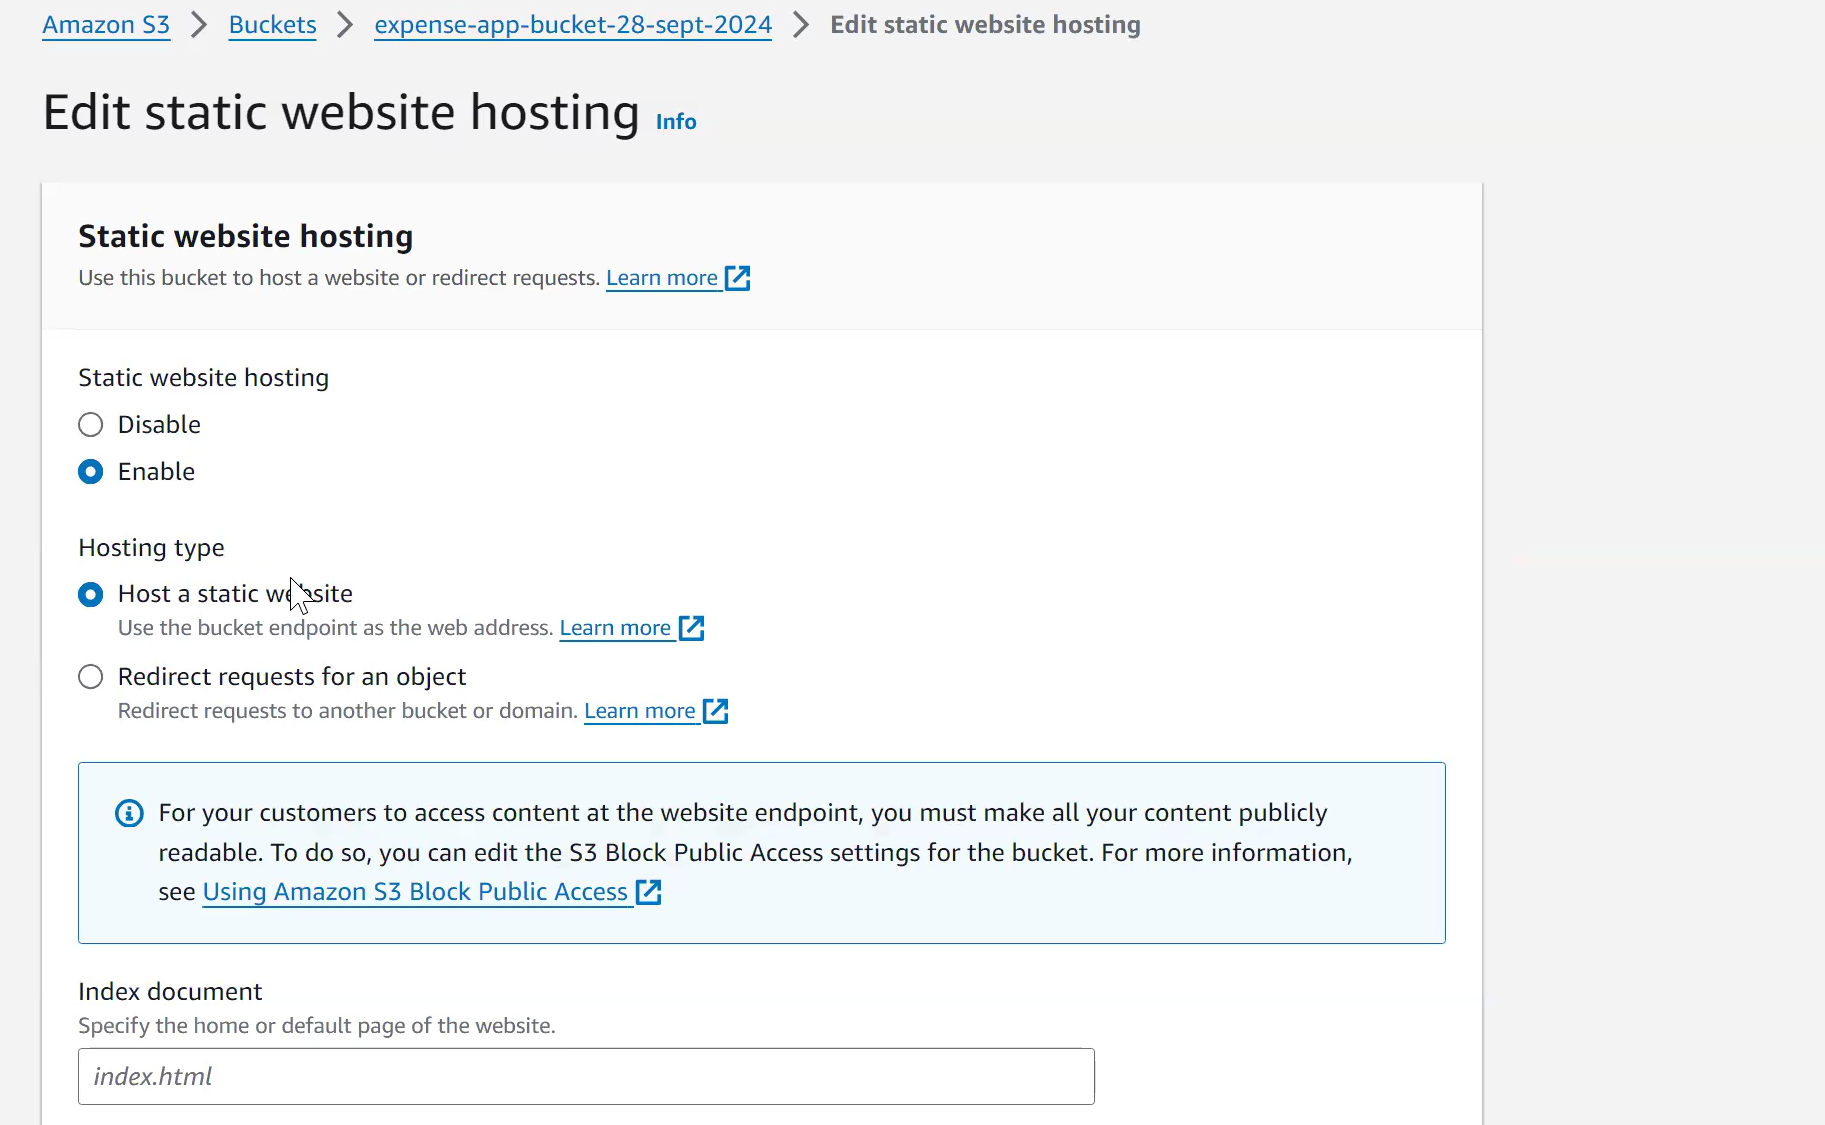 Amazon S3 > Buckets > expense-app-bucket-28-sept-2024 > Edit static website hosting
Edit static website hosting Info
Static website hosting
Use this bucket to host a website or redirect requests. Learn more
Static website hosting
Disable
Enable
Hosting type
Host a static website
Use the bucket endpoint as the web address. Learn more
Redirect requests for an object
Redirect requests to another bucket or domain. Learn more
For your customers to access content at the website endpoint, you must make all your content publicly
readable. To do so, you can edit the S3 Block Public Access settings for the bucket. For more information,
see Using Amazon S3 Block Public Access
Index document
Specify the home or default page of the website.
index.html